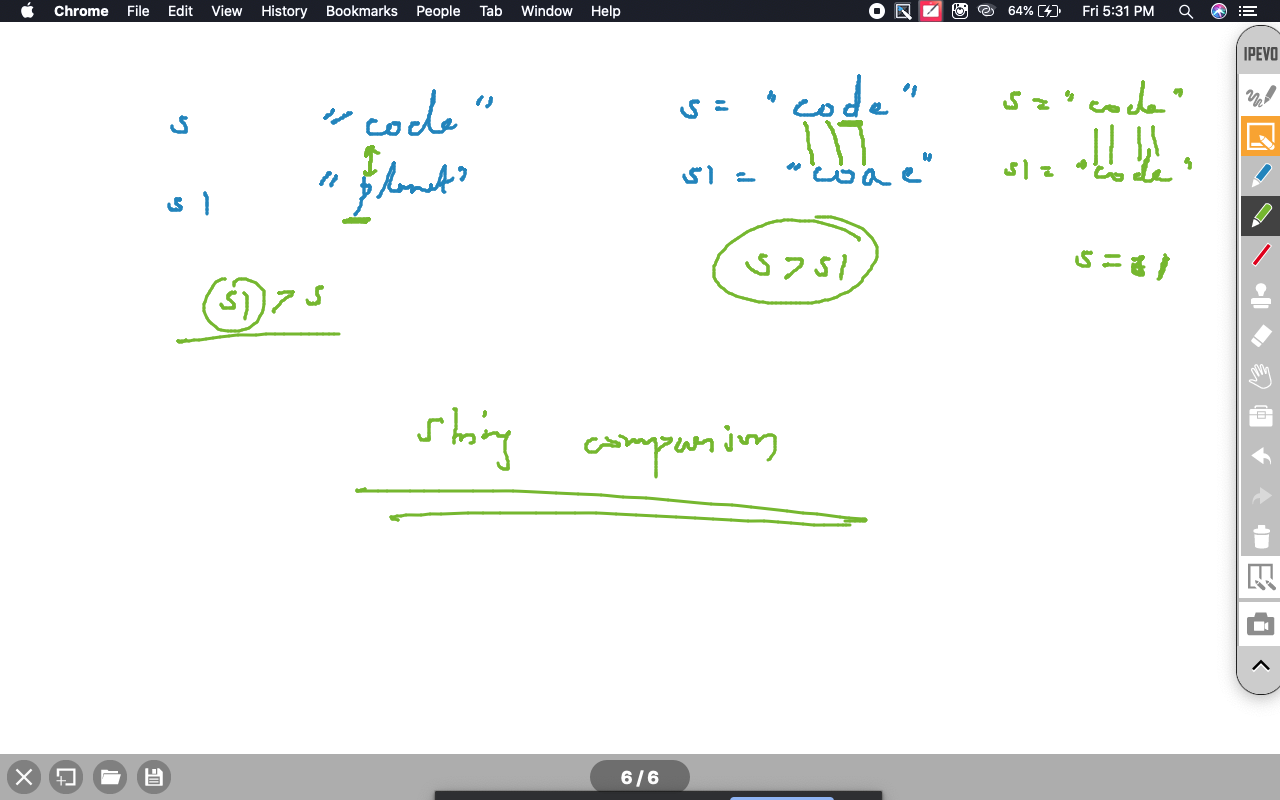 Chrome File Edit View History Bookmarks People Tab Window Help 64% Fri 5:31 PM
IPEVO
s "code"
s1 "planet"
s1 > s
s = "code"
s1 = "coae"
s > s1
s = "code"
s1 = "code"
s = s1
string comparison
6 / 6